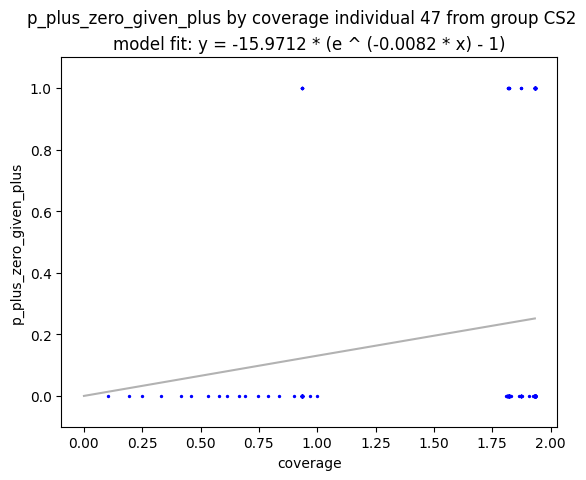 p_plus_zero_given_plus by coverage individual 47 from group CS2
model fit: y = -15.9712 * (e ^ (-0.0082 * x) - 1)
1.0
0.8
0.6
0.4
0.2
0.0
p_plus_zero_given_plus
0.00 0.25 0.50 0.75 1.00 1.25 1.50 1.75 2.00
coverage